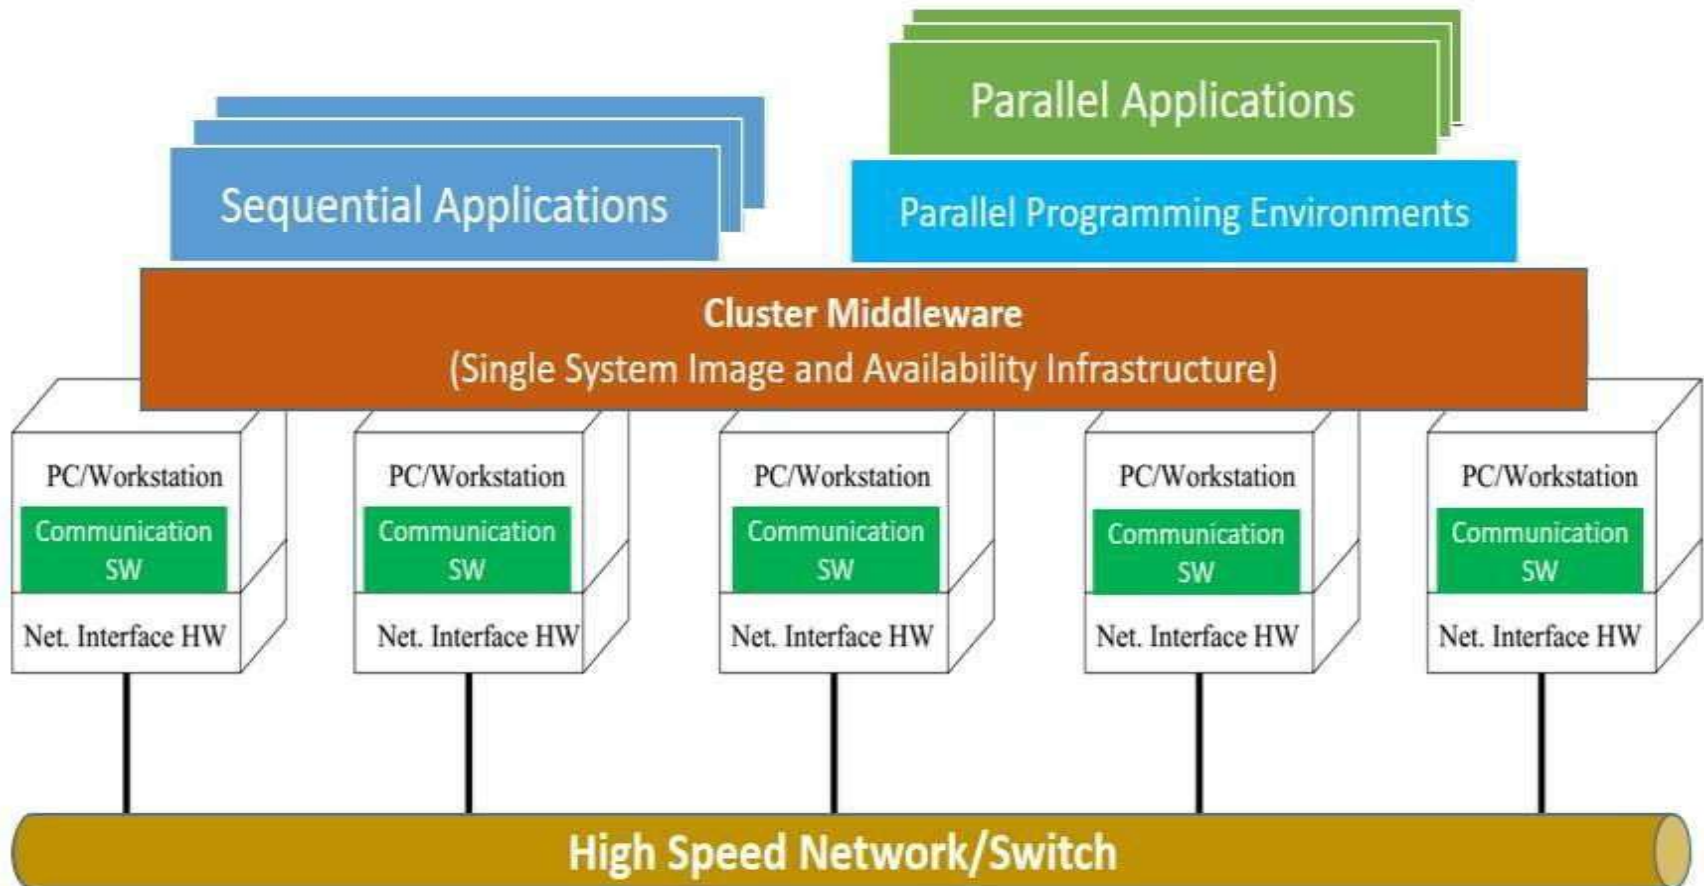 Parallel Applications
Sequential Applications
Parallel Programming Environments
Cluster Middleware
(Single System Image and Availability Infrastructure)
PC/Workstation
Communication
SW
Net. Interface HW
PC/Workstation
Communication
SW
Net. Interface HW
PC/Workstation
Communication
SW
Net. Interface HW
PC/Workstation
Communication
SW
Net. Interface HW
PC/Workstation
Communication
SW
Net. Interface HW
High Speed Network/Switch